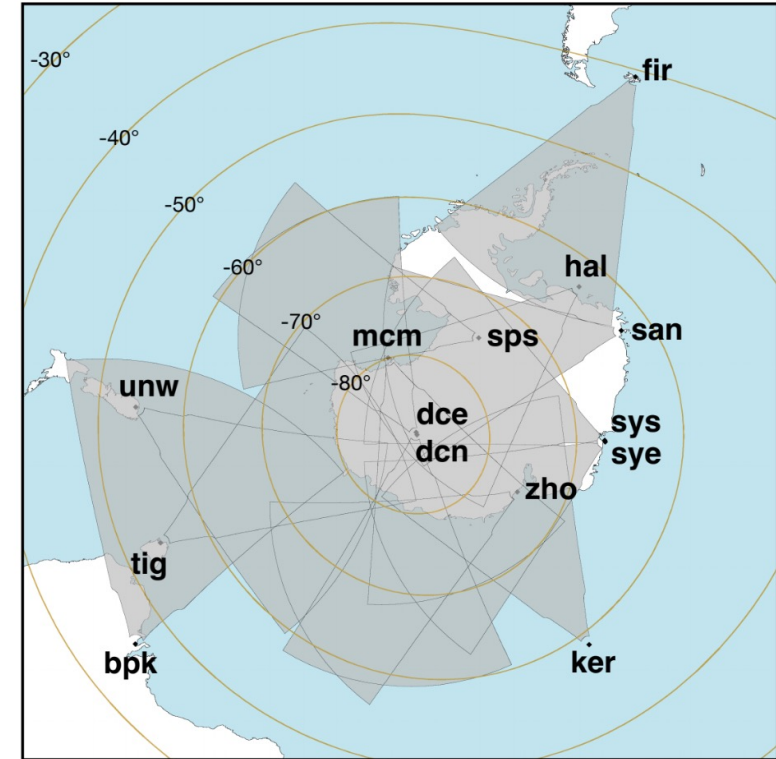 -30°
fir
-40°
-50°
-60°
hal
-70°
mcm
sps
san
-80°
unw
dce
sys
dcn
sye
zho
tig
bpk
ker